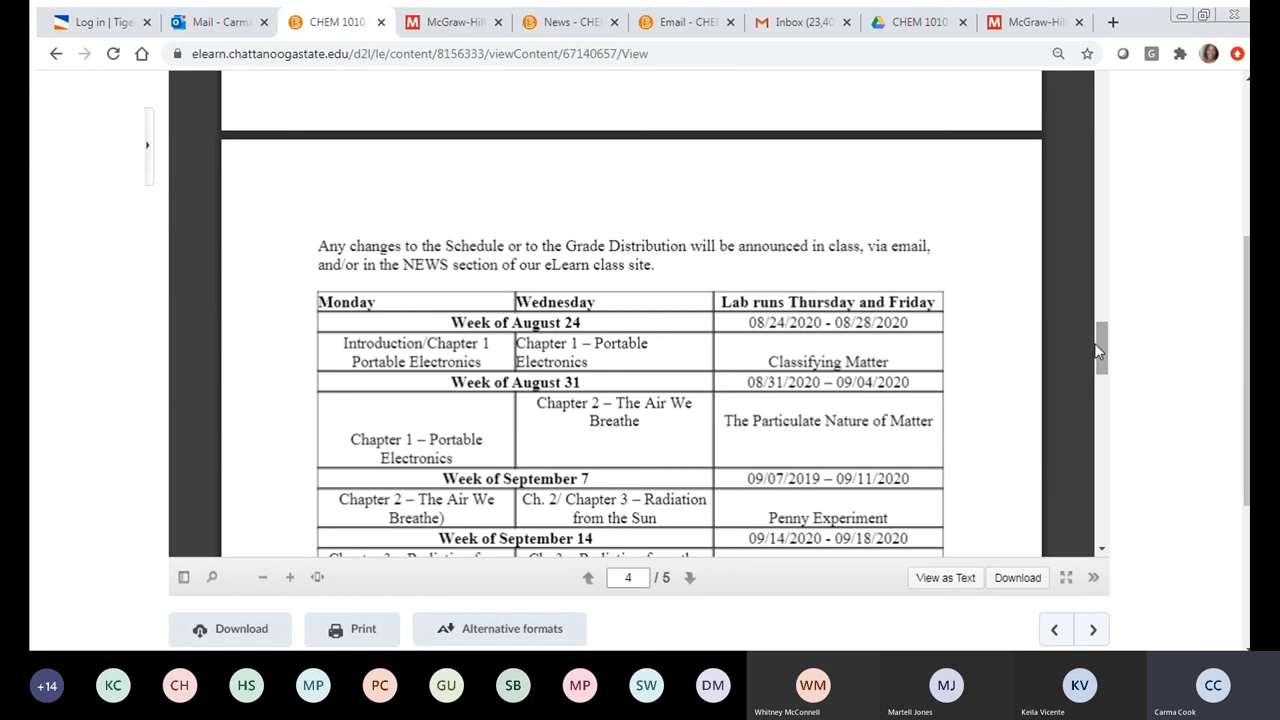 Log in | Tige
Mail - Carma
CHEM 1010
McGraw-Hil
News - CHE
Email - CHE
Inbox (23,40
CHEM 1010
McGraw-Hil
elearn.chattanoogastate.edu/d2l/le/content/8156333/viewContent/67140657/View
Any changes to the Schedule or to the Grade Distribution will be announced in class, via email,
and/or in the NEWS section of our eLearn class site.
Monday
Wednesday
Lab runs Thursday and Friday
Week of August 24
08/24/2020 - 08/28/2020
Introduction/Chapter 1
Portable Electronics
Chapter 1 – Portable
Electronics
Classifying Matter
Week of August 31
08/31/2020 – 09/04/2020
Chapter 1 – Portable
Electronics
Chapter 2 – The Air We
Breathe
The Particulate Nature of Matter
Week of September 7
09/07/2019 – 09/11/2020
Chapter 2 – The Air We
Breathe)
Ch. 2/ Chapter 3 – Radiation
from the Sun
Penny Experiment
Week of September 14
09/14/2020 - 09/18/2020
4 / 5
View as Text
Download
Download
Print
Alternative formats
+14
KC
CH
HS
MP
PC
GU
SB
MP
SW
DM
WM
Whitney McConnell
MJ
Martell Jones
KV
Keila Vicente
CC
Carma Cook